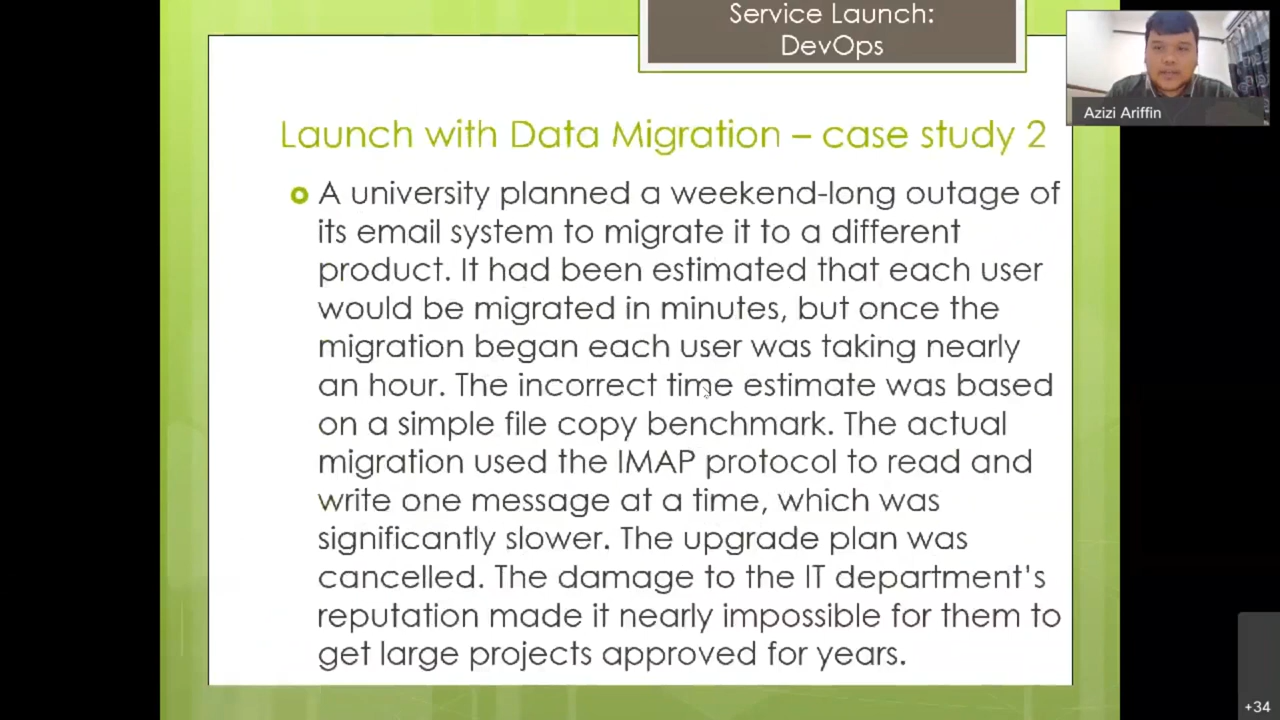 Service Launch:
DevOps
Azizi Ariffin
Launch with Data Migration – case study 2
A university planned a weekend-long outage of
its email system to migrate it to a different
product. It had been estimated that each user
would be migrated in minutes, but once the
migration began each user was taking nearly
an hour. The incorrect time estimate was based
on a simple file copy benchmark. The actual
migration used the IMAP protocol to read and
write one message at a time, which was
significantly slower. The upgrade plan was
cancelled. The damage to the IT department's
reputation made it nearly impossible for them to
get large projects approved for years.
+34